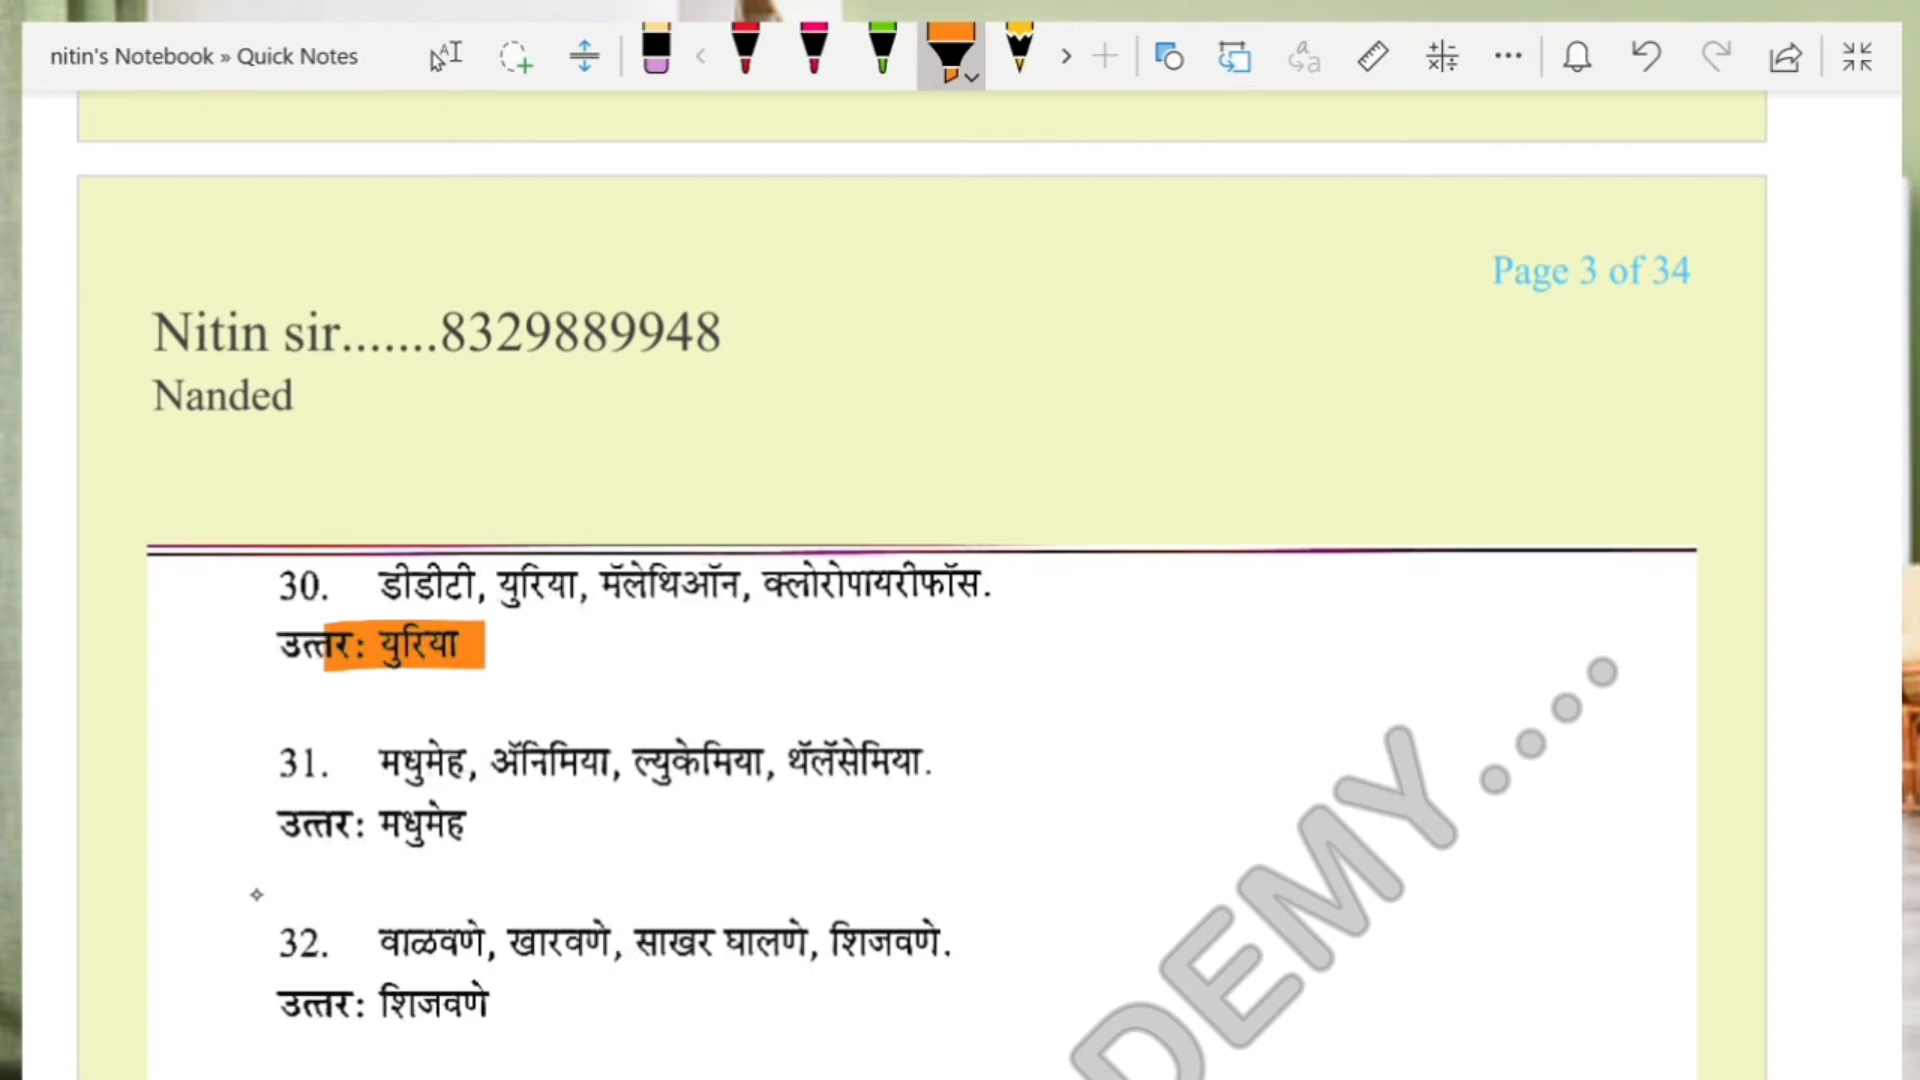 nitin's Notebook » Quick Notes
Page 3 of 34
Nitin sir.......8329889948
Nanded
30. डीडीटी, युरिया, मॅलेथिऑन, क्लोरोपायरीफॉस.
उत्तर: युरिया
31. मधुमेह, ॲनिमिया, ल्युकेमिया, थॅलॅसेमिया.
उत्तर: मधुमेह
32. वाळवणे, खारवणे, साखर घालणे, शिजवणे.
उत्तर: शिजवणे
DEMY....